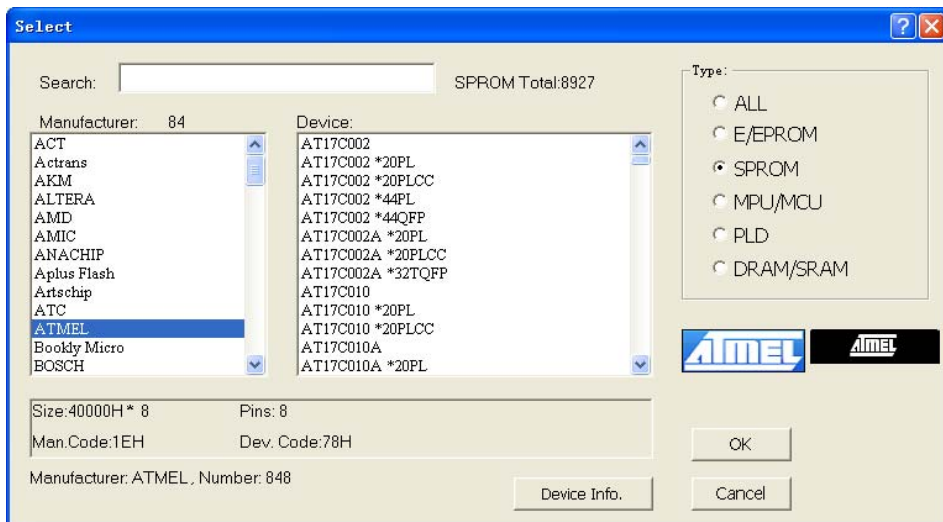 Select
Search:
SPROM Total:8927
Manufacturer: 84
ACT
Actrans
AKM
ALTERA
AMD
AMIC
ANACHIP
Aplus Flash
Artschip
ATC
ATMEL
Bookly Micro
BOSCH
Device:
AT17C002
AT17C002 *20PL
AT17C002 *20PLCC
AT17C002 *44PL
AT17C002 *44QFP
AT17C002A *20PL
AT17C002A *20PLCC
AT17C002A *32TQFP
AT17C010
AT17C010 *20PL
AT17C010 *20PLCC
AT17C010A
AT17C010A *20PL
Type:
ALL
E/EPROM
SPROM
MPU/MCU
PLD
DRAM/SRAM
ATMEL
ATMEL
Size:40000H * 8 Pins: 8
Man.Code:1EH Dev. Code:78H
Manufacturer: ATMEL , Number: 848
Device Info.
OK
Cancel